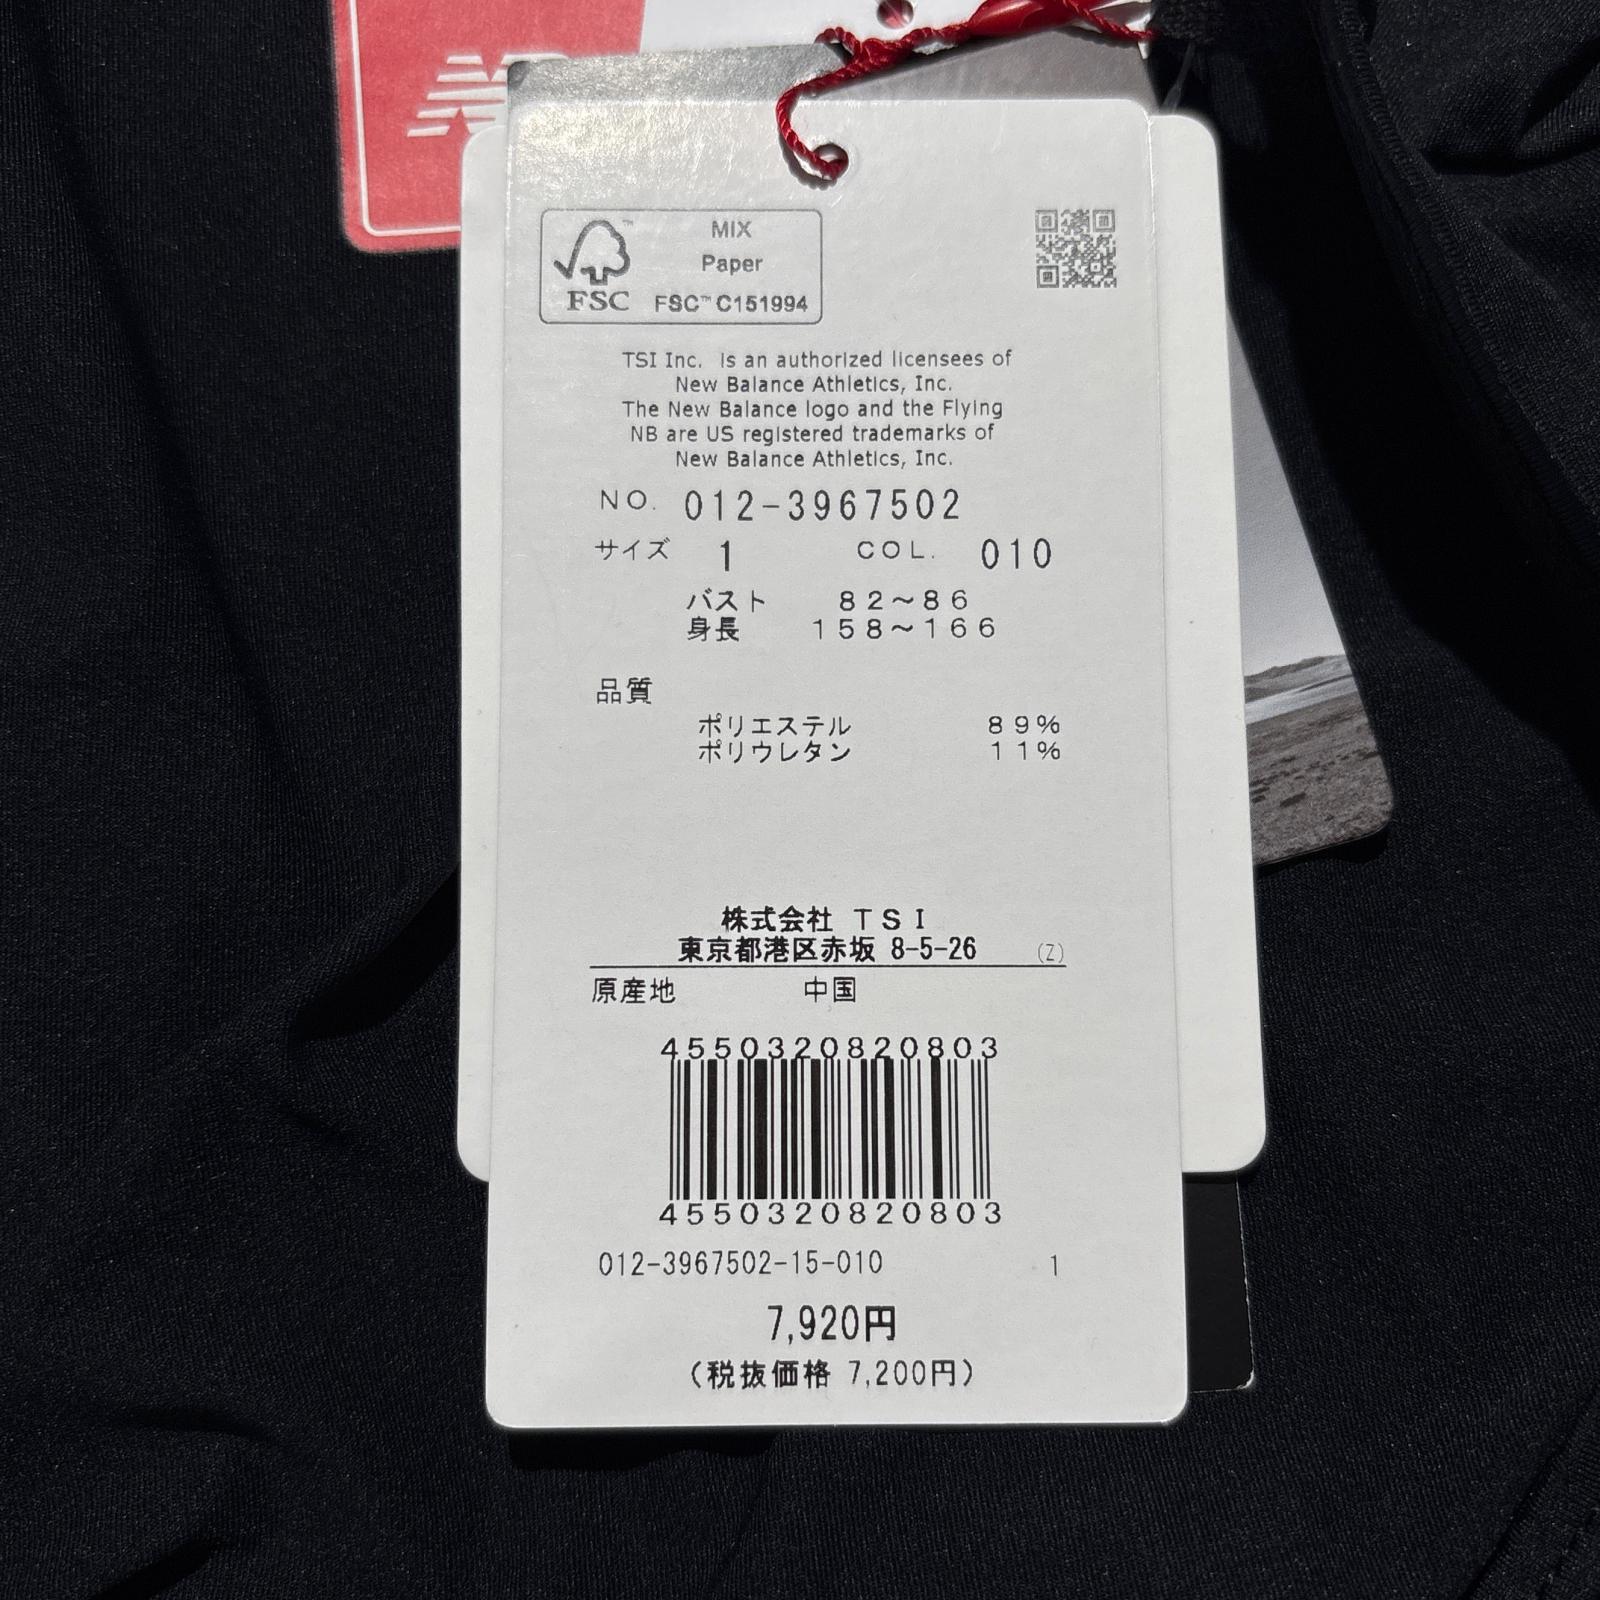 MIX
Paper
FSC FSC™ C151994
TSI Inc. is an authorized licensees of
New Balance Athletics, Inc.
The New Balance logo and the Flying
NB are US registered trademarks of
New Balance Athletics, Inc.
NO. 012-3967502
サイズ 1 COL. 010
バスト 82～86
身長 158～166
品質
ポリエステル 89%
ポリウレタン 11%
株式会社 TSI
東京都港区赤坂 8-5-26 (Z)
原産地 中国
4550320820803
4550320820803
012-3967502-15-010 1
7,920円
(税抜価格 7,200円)